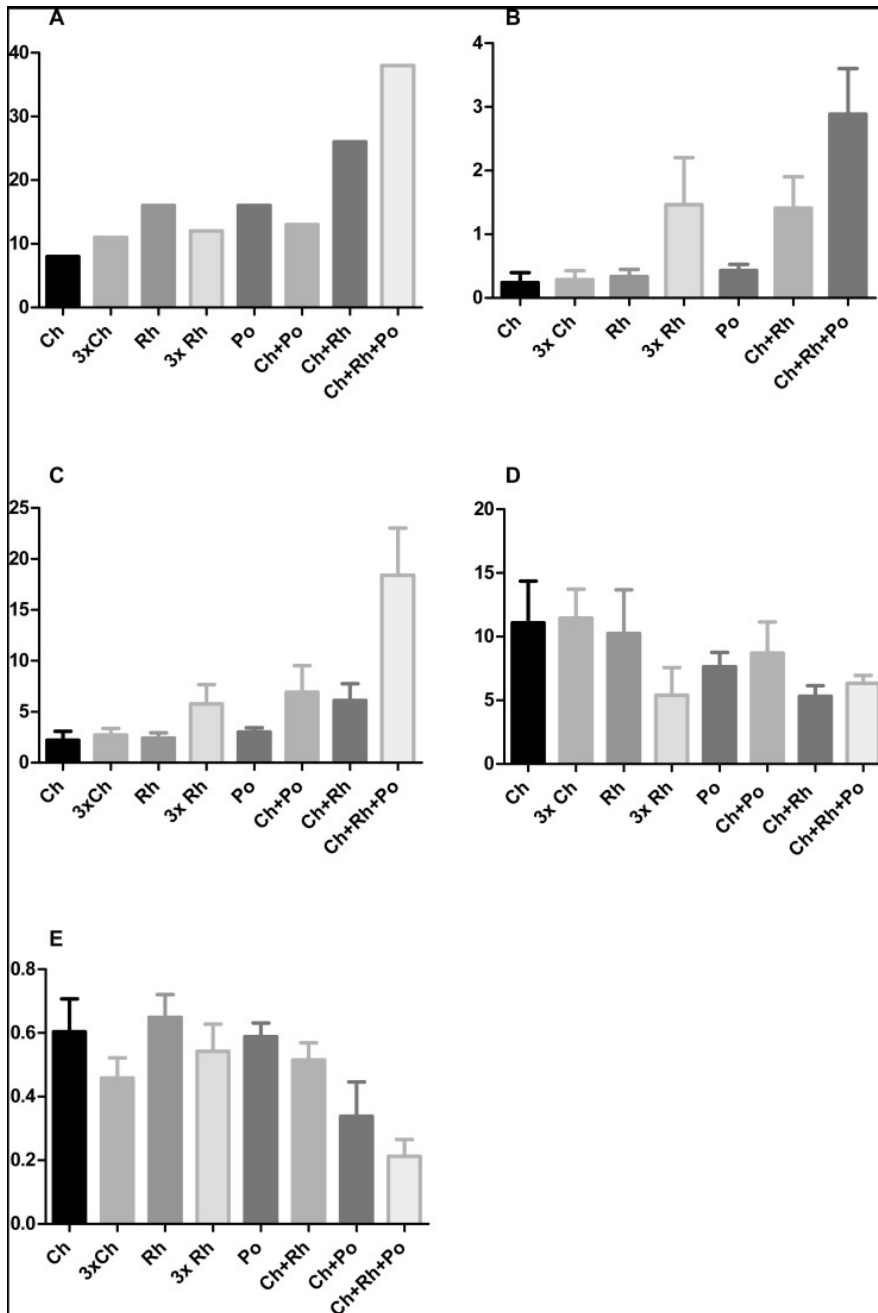 A
40
30
20
10
0
Ch
3xCh
Rh
3x Rh
Po
Ch+Po
Ch+Rh
Ch+Rh+Po
B
4
3
2
1
0
Ch
3x Ch
Rh
3x Rh
Po
Ch+Rh
Ch+Rh+Po
C
25
20
15
10
5
0
Ch
3xCh
Rh
3x Rh
Po
Ch+Po
Ch+Rh
Ch+Rh+Po
D
20
15
10
5
0
Ch
3x Ch
Rh
3x Rh
Po
Ch+Po
Ch+Rh
Ch+Rh+Po
E
0.8
0.6
0.4
0.2
0.0
Ch
3xCh
Rh
3x Rh
Po
Ch+Rh
Ch+Po
Ch+Rh+Po